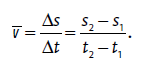 v̅ = Δs/Δt = (s₂ − s₁)/(t₂ − t₁).